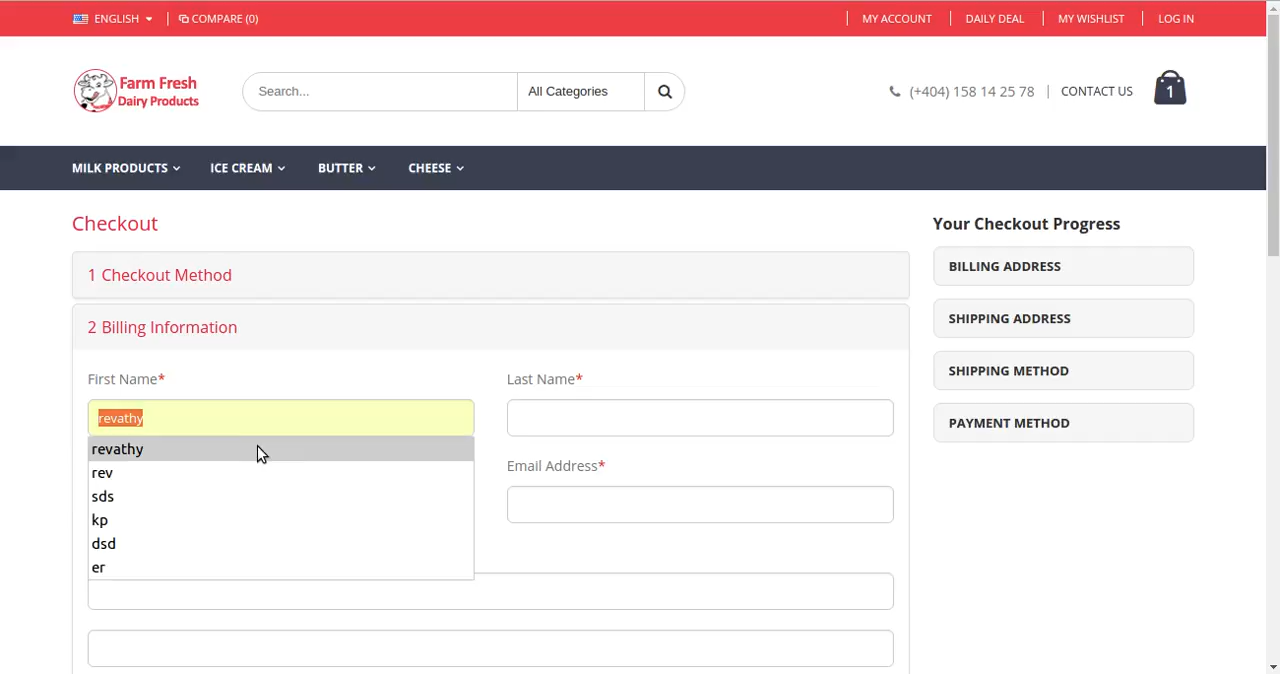 ENGLISH
COMPARE (0)
MY ACCOUNT
DAILY DEAL
MY WISHLIST
LOG IN
Farm Fresh
Dairy Products
Search...
All Categories
(+404) 158 14 25 78
CONTACT US
1
MILK PRODUCTS
ICE CREAM
BUTTER
CHEESE
Checkout
1 Checkout Method
2 Billing Information
First Name*
Last Name*
revathy
revathy
rev
sds
kp
dsd
er
Email Address*
Your Checkout Progress
BILLING ADDRESS
SHIPPING ADDRESS
SHIPPING METHOD
PAYMENT METHOD